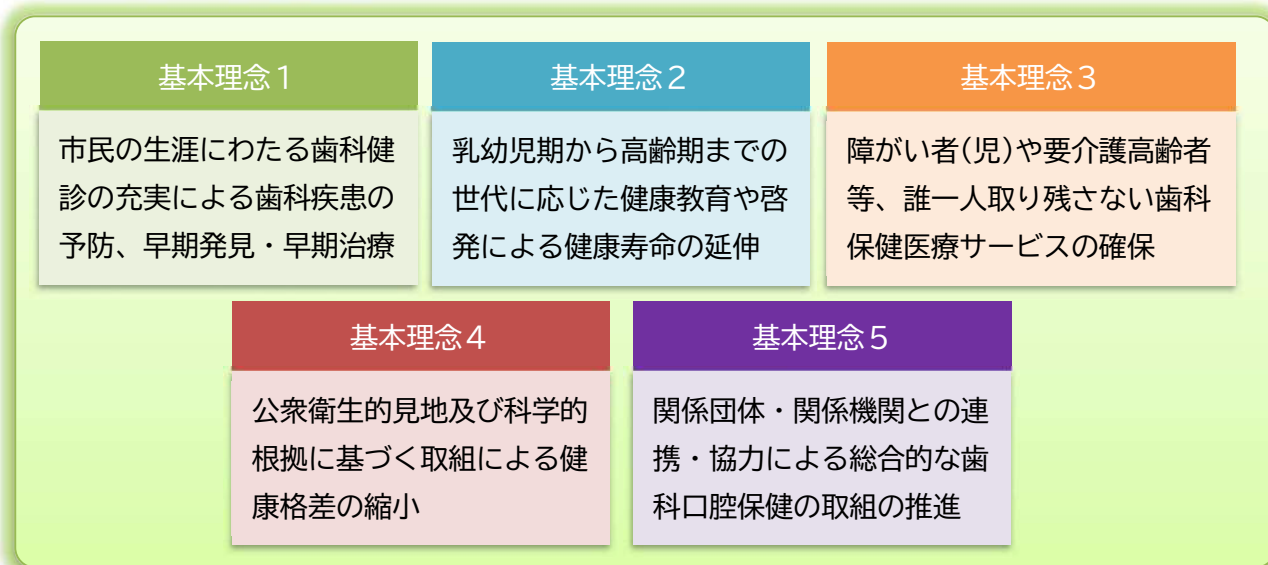 基本理念１
市民の生涯にわたる歯科健
診の充実による歯科疾患の
予防、早期発見・早期治療
基本理念２
乳幼児期から高齢期までの
世代に応じた健康教育や啓
発による健康寿命の延伸
基本理念３
障がい者(児)や要介護高齢者
等、誰一人取り残さない歯科
保健医療サービスの確保
基本理念４
公衆衛生的見地及び科学的
根拠に基づく取組による健
康格差の縮小
基本理念５
関係団体・関係機関との連
携・協力による総合的な歯
科口腔保健の取組の推進